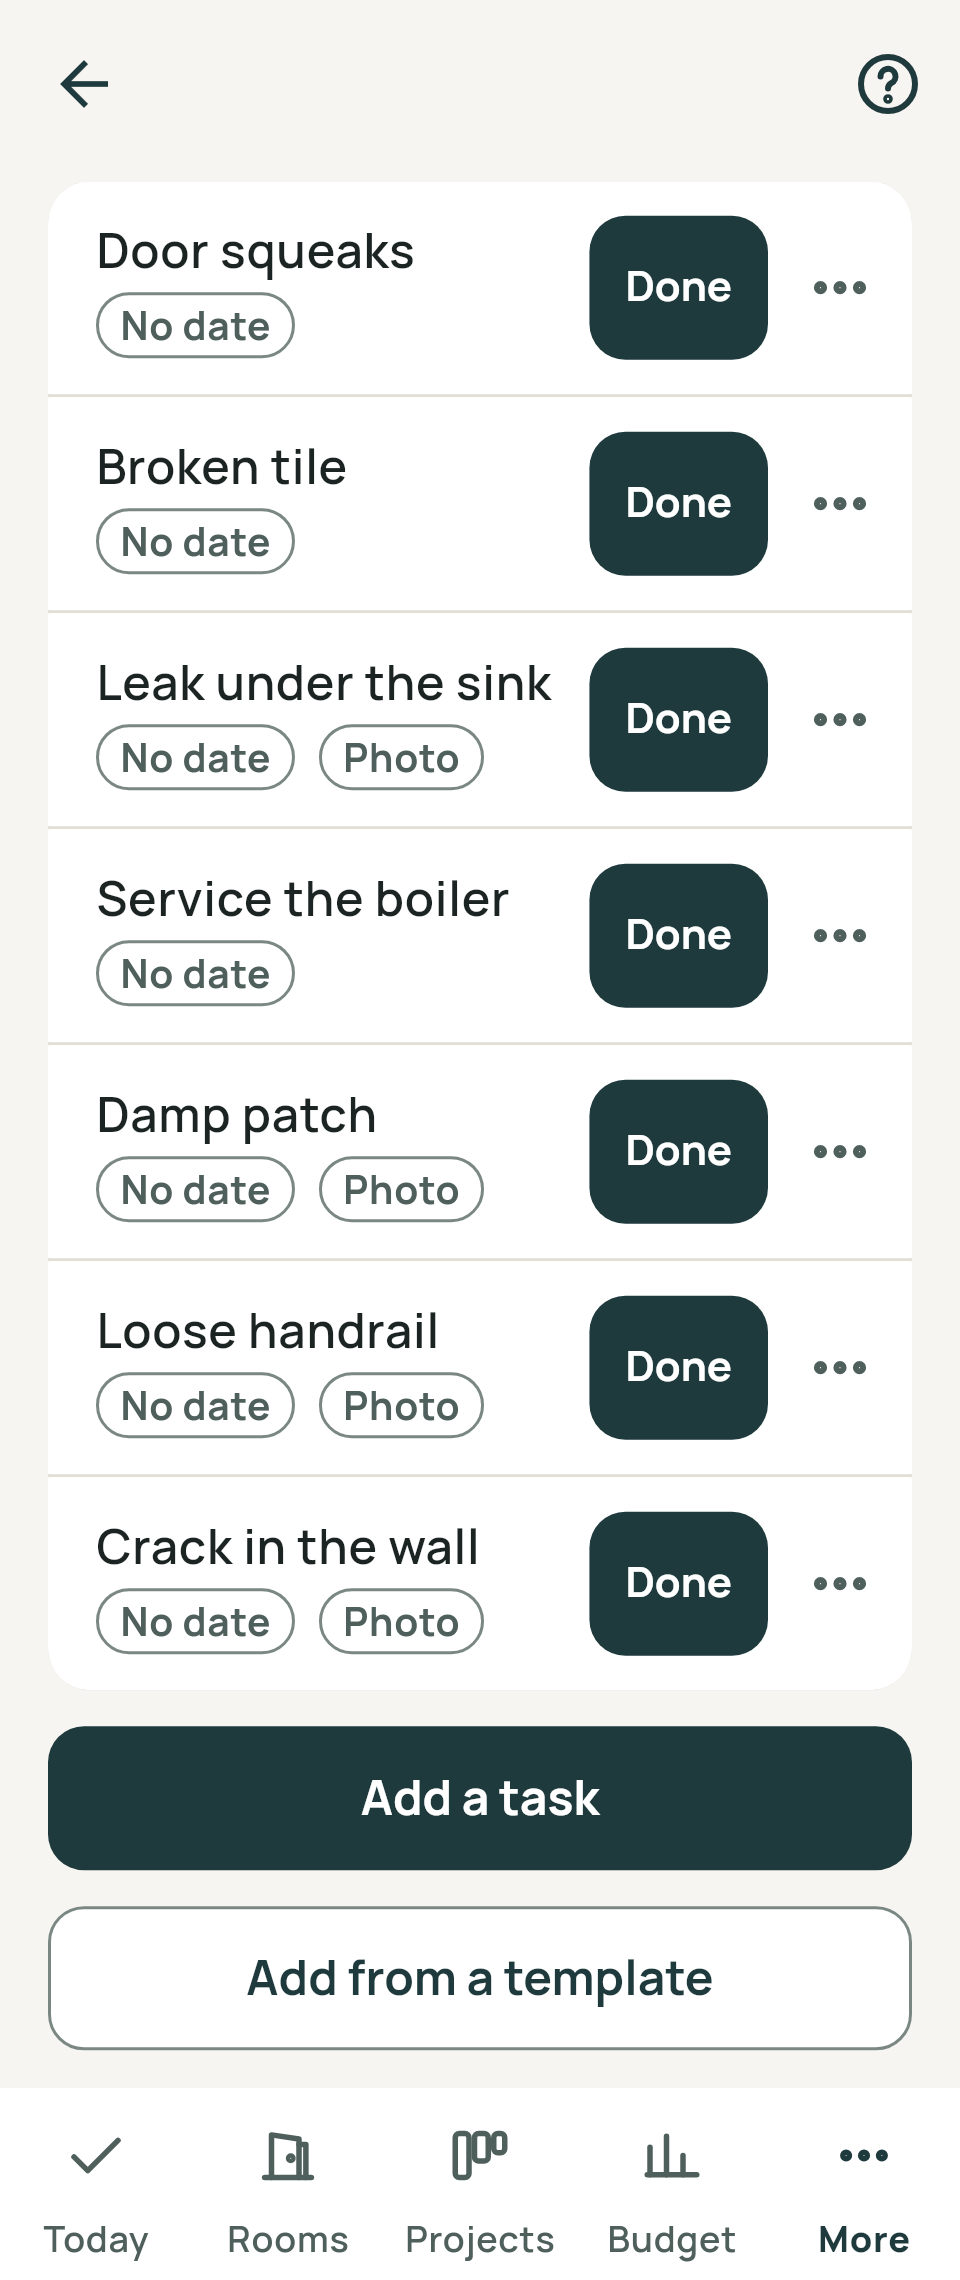 Door squeaks
No date
Done
Broken tile
No date
Done
Leak under the sink
No date Photo
Done
Service the boiler
No date
Done
Damp patch
No date Photo
Done
Loose handrail
No date Photo
Done
Crack in the wall
No date Photo
Done
Add a task
Add from a template
Today Rooms Projects Budget More